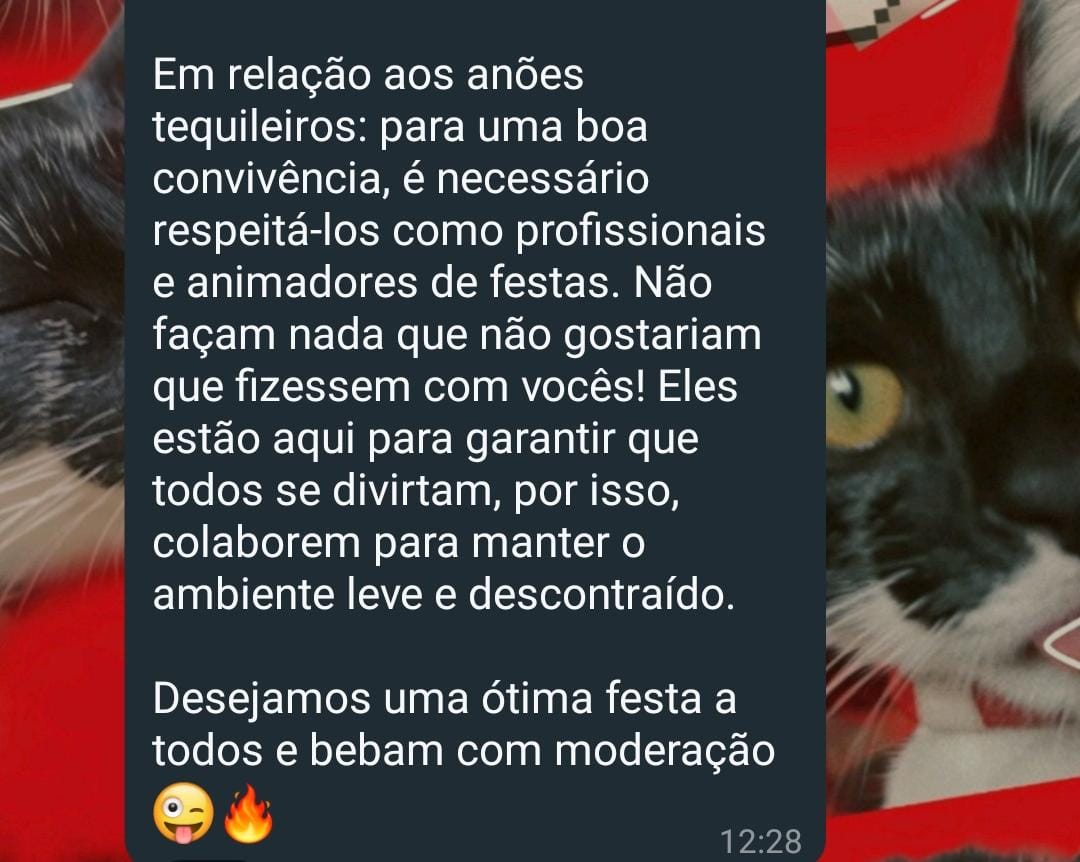 Em relação aos anões
tequileiros: para uma boa
convivência, é necessário
respeitá-los como profissionais
e animadores de festas. Não
façam nada que não gostariam
que fizessem com vocês! Eles
estão aqui para garantir que
todos se divirtam, por isso,
colaborem para manter o
ambiente leve e descontraído.
Desejamos uma ótima festa a
todos e bebam com moderação
😜🔥
12:28